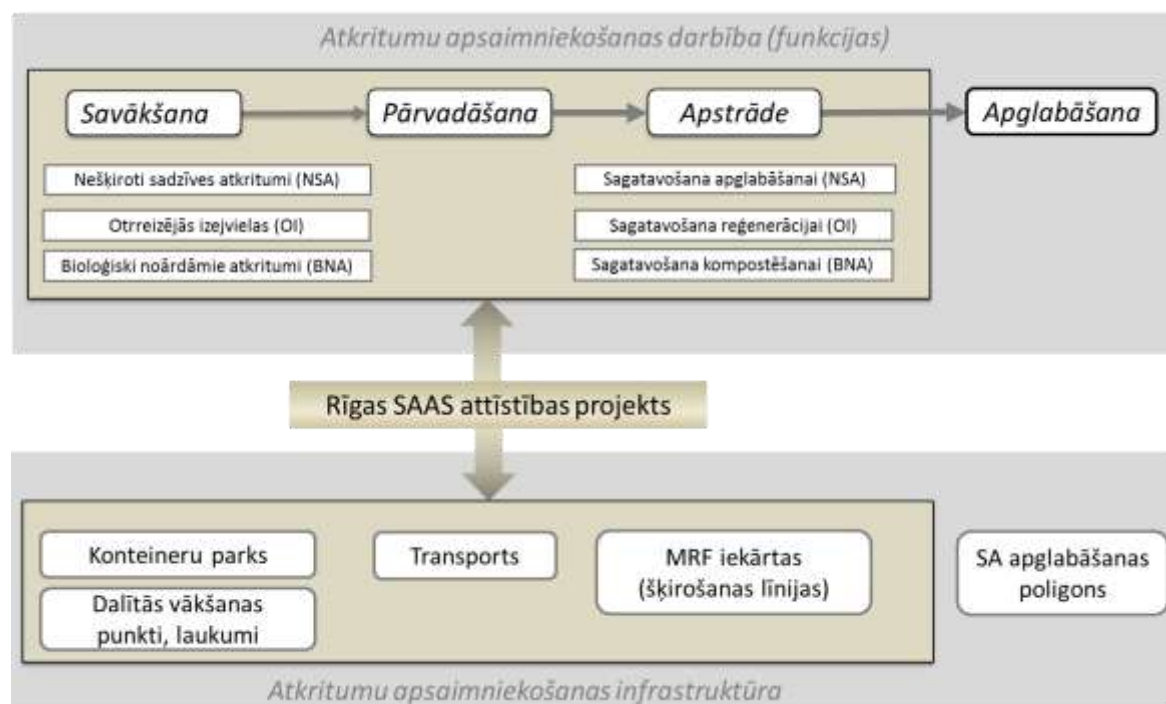 Atkritumu apsaimniekošanas darbība (funkcijas)
Savākšana
Pārvadāšana
Apstrāde
Apglabāšana
Nešķiroti sadzīves atkritumi (NSA)
Sagatavošana apglabāšanai (NSA)
Otrreizējās izejvielas (OI)
Sagatavošana reģenerācijai (OI)
Bioloģiski noārdāmie atkritumi (BNA)
Sagatavošana kompostēšanai (BNA)
Rīgas SAAS attīstības projekts
Konteineru parks
Transports
MRF iekārtas
(šķirošanas līnijas)
SA apglabāšanas
poligons
Dalītās vākšanas
punkti, laukumi
Atkritumu apsaimniekošanas infrastruktūra